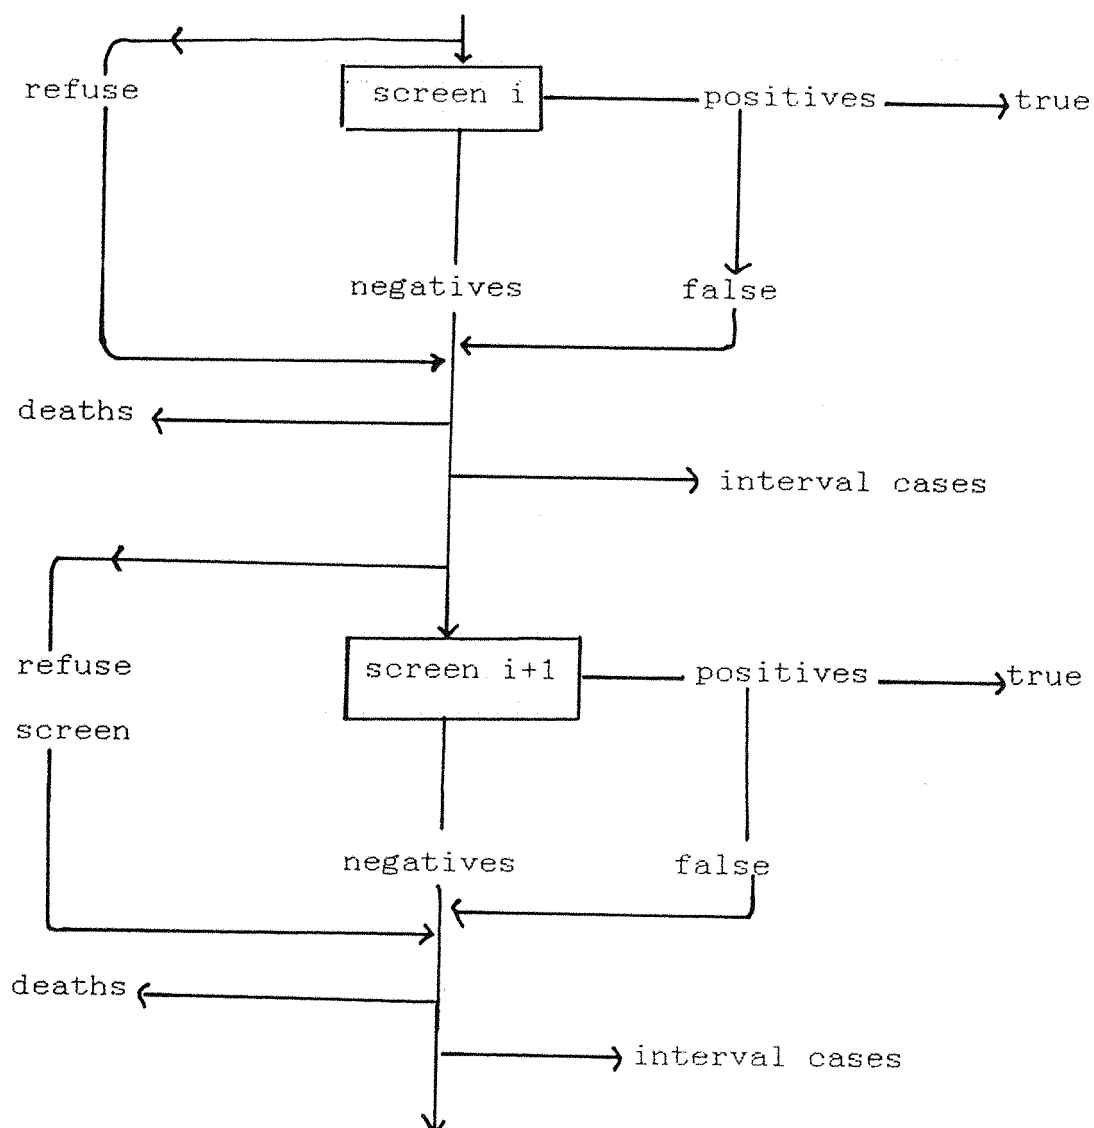 refuse
screen i
positives
true
negatives
false
deaths
interval cases
refuse
screen
screen i+1
positives
true
negatives
false
deaths
interval cases